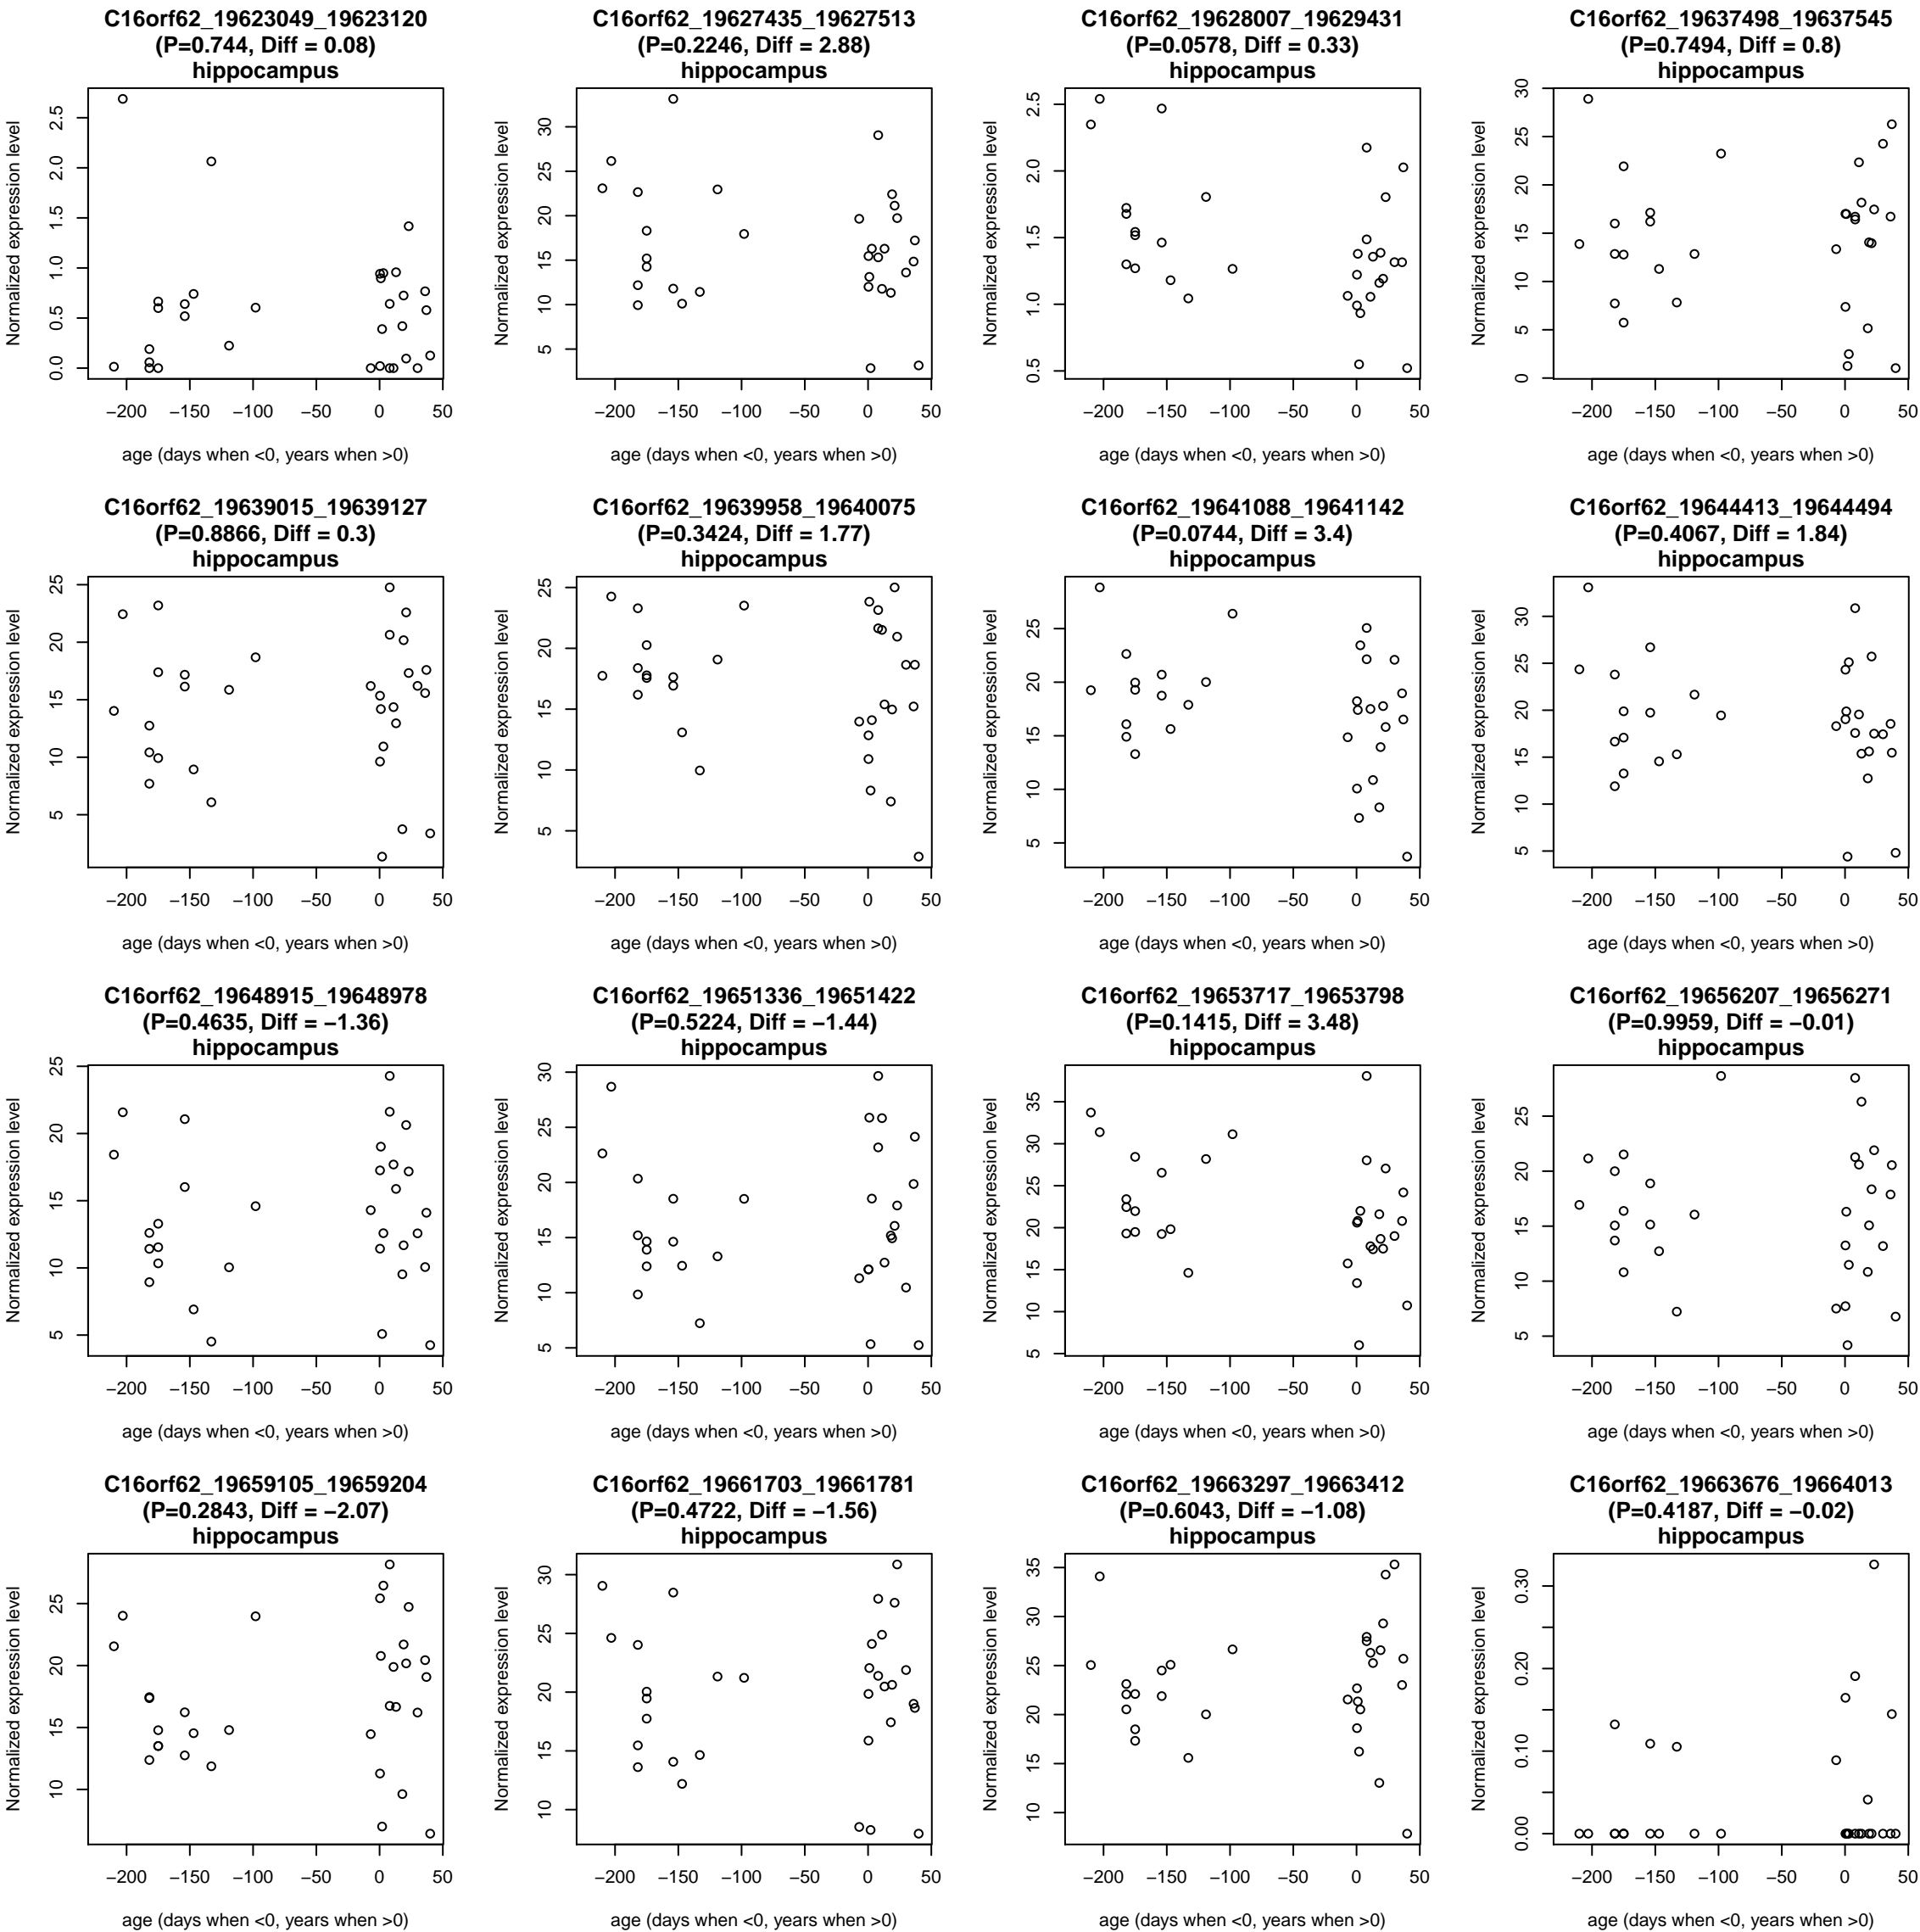 C16orf62_19623049_19623120
(P=0.744, Diff = 0.08)
hippocampus
Normalized expression level
0.0 0.5 1.0 1.5 2.0 2.5
−200 −150 −100 −50 0 50
age (days when <0, years when >0)
C16orf62_19627435_19627513
(P=0.2246, Diff = 2.88)
hippocampus
Normalized expression level
5 10 15 20 25 30
−200 −150 −100 −50 0 50
age (days when <0, years when >0)
C16orf62_19628007_19629431
(P=0.0578, Diff = 0.33)
hippocampus
Normalized expression level
0.5 1.0 1.5 2.0 2.5
−200 −150 −100 −50 0 50
age (days when <0, years when >0)
C16orf62_19637498_19637545
(P=0.7494, Diff = 0.8)
hippocampus
Normalized expression level
0 5 10 15 20 25 30
−200 −150 −100 −50 0 50
age (days when <0, years when >0)
C16orf62_19639015_19639127
(P=0.8866, Diff = 0.3)
hippocampus
Normalized expression level
5 10 15 20 25
−200 −150 −100 −50 0 50
age (days when <0, years when >0)
C16orf62_19639958_19640075
(P=0.3424, Diff = 1.77)
hippocampus
Normalized expression level
5 10 15 20 25
−200 −150 −100 −50 0 50
age (days when <0, years when >0)
C16orf62_19641088_19641142
(P=0.0744, Diff = 3.4)
hippocampus
Normalized expression level
5 10 15 20 25
−200 −150 −100 −50 0 50
age (days when <0, years when >0)
C16orf62_19644413_19644494
(P=0.4067, Diff = 1.84)
hippocampus
Normalized expression level
5 10 15 20 25 30
−200 −150 −100 −50 0 50
age (days when <0, years when >0)
C16orf62_19648915_19648978
(P=0.4635, Diff = −1.36)
hippocampus
Normalized expression level
5 10 15 20 25
−200 −150 −100 −50 0 50
age (days when <0, years when >0)
C16orf62_19651336_19651422
(P=0.5224, Diff = −1.44)
hippocampus
Normalized expression level
5 10 15 20 25 30
−200 −150 −100 −50 0 50
age (days when <0, years when >0)
C16orf62_19653717_19653798
(P=0.1415, Diff = 3.48)
hippocampus
Normalized expression level
5 10 15 20 25 30 35
−200 −150 −100 −50 0 50
age (days when <0, years when >0)
C16orf62_19656207_19656271
(P=0.9959, Diff = −0.01)
hippocampus
Normalized expression level
5 10 15 20 25
−200 −150 −100 −50 0 50
age (days when <0, years when >0)
C16orf62_19659105_19659204
(P=0.2843, Diff = −2.07)
hippocampus
Normalized expression level
10 15 20 25
−200 −150 −100 −50 0 50
age (days when <0, years when >0)
C16orf62_19661703_19661781
(P=0.4722, Diff = −1.56)
hippocampus
Normalized expression level
10 15 20 25 30
−200 −150 −100 −50 0 50
age (days when <0, years when >0)
C16orf62_19663297_19663412
(P=0.6043, Diff = −1.08)
hippocampus
Normalized expression level
10 15 20 25 30 35
−200 −150 −100 −50 0 50
age (days when <0, years when >0)
C16orf62_19663676_19664013
(P=0.4187, Diff = −0.02)
hippocampus
Normalized expression level
0.00 0.10 0.20 0.30
−200 −150 −100 −50 0 50
age (days when <0, years when >0)